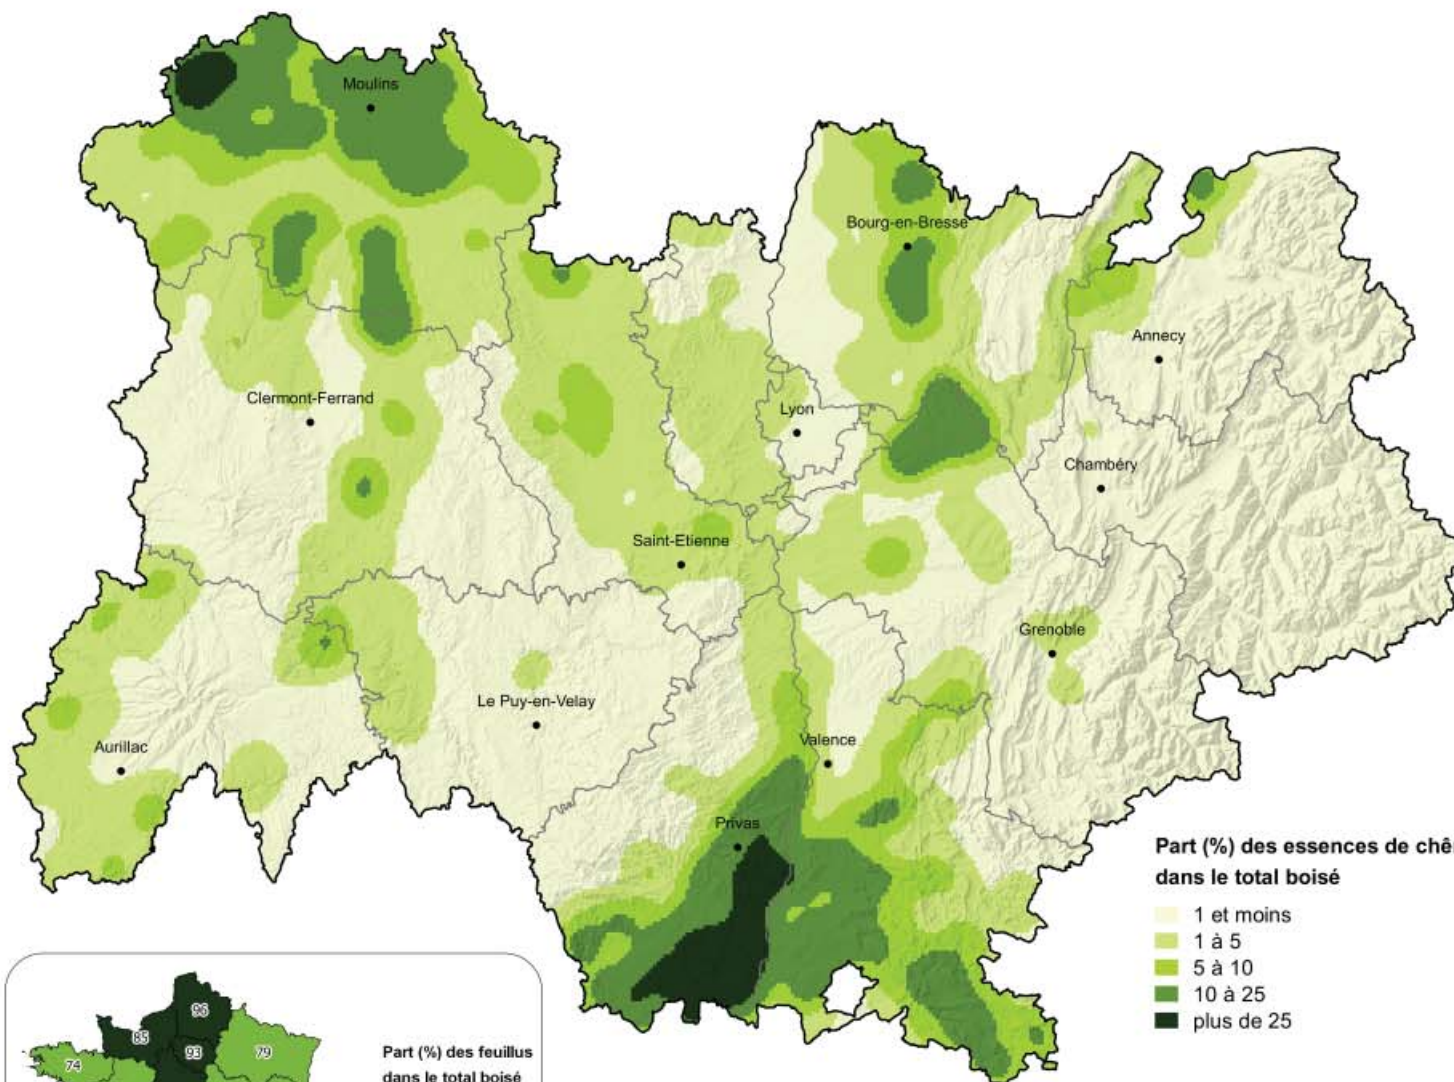 Moulins
Bourg-en-Bresse
Annecy
Clermont-Ferrand
Lyon
Chambéry
Saint-Etienne
Grenoble
Le Puy-en-Velay
Aurillac
Valence
Privas
Part (%) des essences de chê
dans le total boisé
1 et moins
1 à 5
5 à 10
10 à 25
plus de 25
96
85
93
79
74
Part (%) des feuillus
dans le total boisé